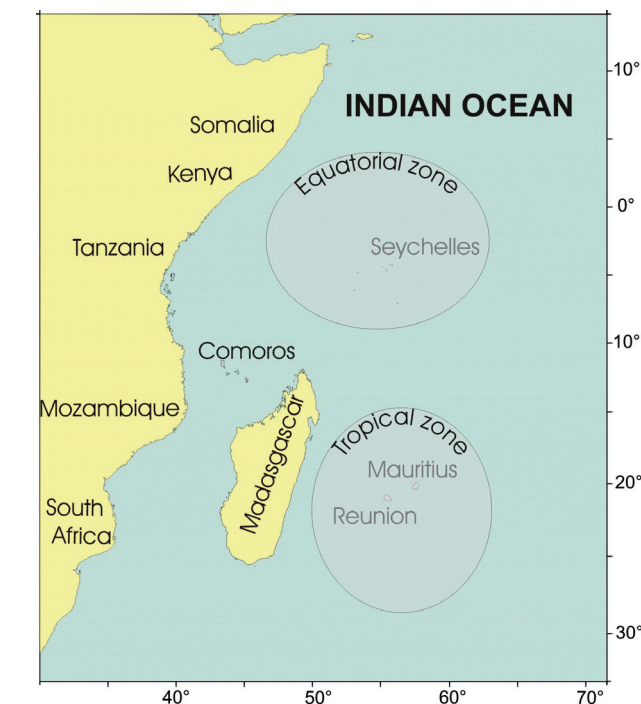 10°
INDIAN OCEAN
Somalia
Equatorial zone
Kenya
0°
Tanzania
Seychelles
-10°
Comoros
Mozambique
Madagasgar
Tropical zone
Mauritius
-20°
South
Africa
Reunion
-30°
40°
50°
60°
70°